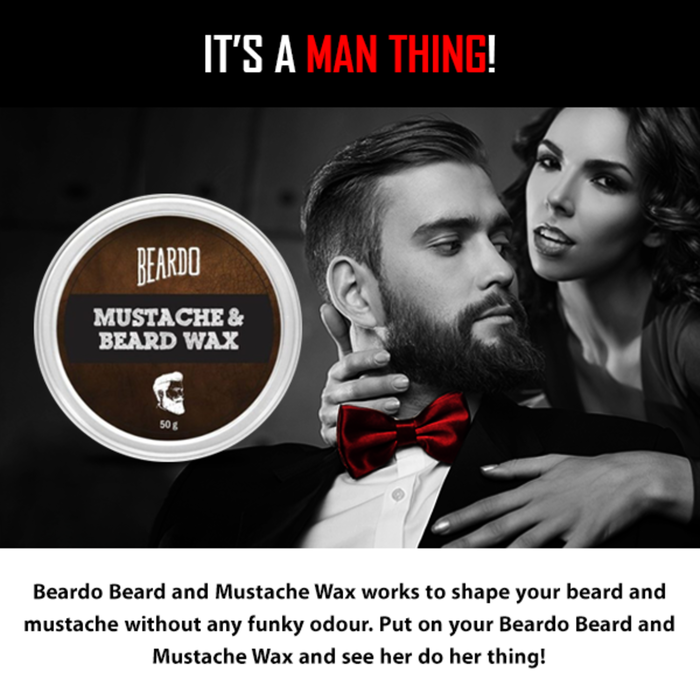 IT'S A MAN THING!
BEARDO
MUSTACHE &
BEARD WAX
50 g
Beardo Beard and Mustache Wax works to shape your beard and
mustache without any funky odour. Put on your Beardo Beard and
Mustache Wax and see her do her thing!